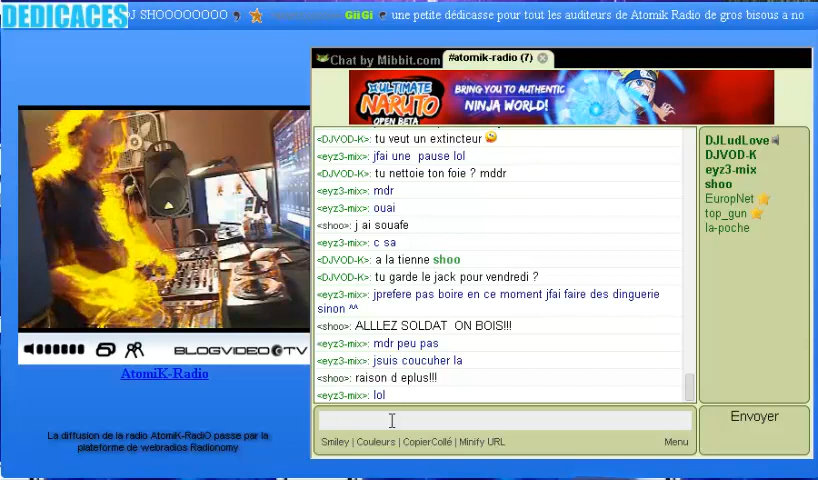 DEDICACES
DJ SHOOOOOOOO
GiiGi
une petite dédicasse pour tout les auditeurs de Atomik Radio de gros bisous a no
Chat by Mibbit.com
#atomik-radio (7)
ULTIMATE
NARUTO
OPEN BETA
BRING YOU TO AUTHENTIC
NINJA WORLD!
<DJVOD-K>: tu veut un extincteur
<eyz3-mix>: jfai une pause lol
<DJVOD-K>: tu nettoie ton foie ? mddr
<eyz3-mix>: mdr
<eyz3-mix>: ouai
<shoo>: j ai souafe
<eyz3-mix>: c sa
<DJVOD-K>: a la tienne shoo
<DJVOD-K>: tu garde le jack pour vendredi ?
<eyz3-mix>: jprefere pas boire en ce moment jfai faire des dinguerie
sinon ^^
<shoo>: ALLLEZ SOLDAT ON BOIS!!!
<eyz3-mix>: mdr peu pas
<eyz3-mix>: jsuis coucuher la
<shoo>: raison d eplus!!!
<eyz3-mix>: lol
DJLudLove
DJVOD-K
eyz3-mix
shoo
EuropNet
top_gun
la-poche
Envoyer
Smiley | Couleurs | CopierCollé | Minify URL
Menu
BLOGVIDEO TV
AtomiK-Radio
La diffusion de la radio AtomiK-RadiO passe par la
plateforme de webradios Radionomy